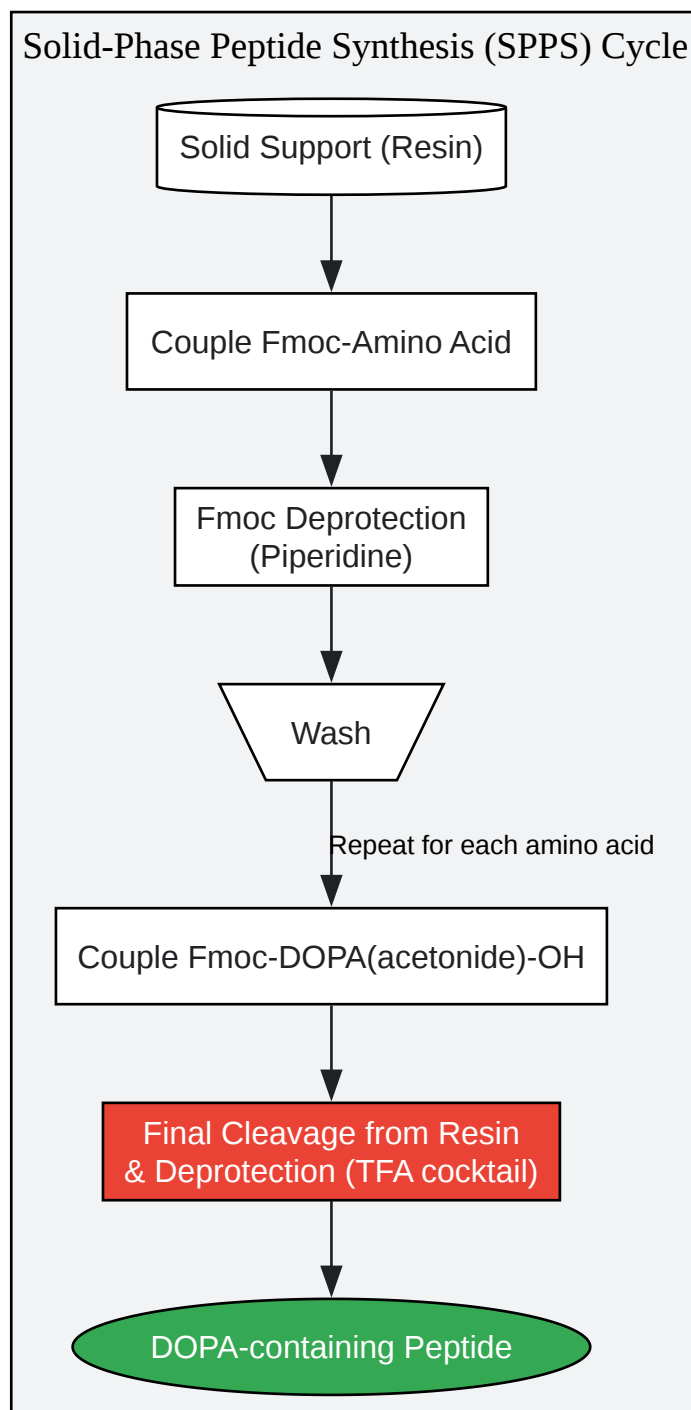 Solid-Phase Peptide Synthesis (SPPS) Cycle
Solid Support (Resin)
Couple Fmoc-Amino Acid
Fmoc Deprotection
(Piperidine)
Wash
Repeat for each amino acid
Couple Fmoc-DOPA(acetonide)-OH
Final Cleavage from Resin
& Deprotection (TFA cocktail)
DOPA-containing Peptide